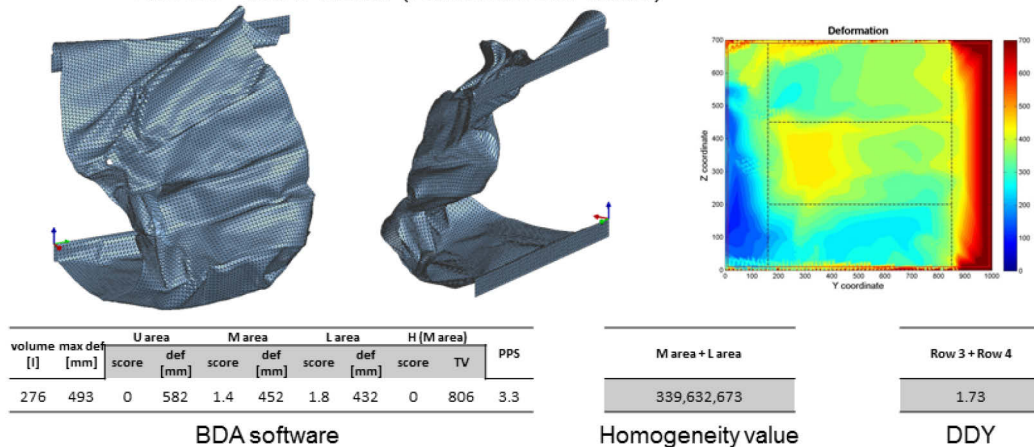 Deformation
Z coordinate
700
600
500
400
300
200
100
0
0 100 200 300 400 500 600 700 800 900 1000
Y coordinate
700
600
500
400
300
200
100
0
volume [l] max def [mm] U area M area L area H (M area) PPS
score def [mm] score def [mm] score def [mm] score TV
276 493 0 582 1.4 452 1.8 432 0 806 3.3
BDA software
M area + L area
339,632,673
Homogeneity value
Row 3 + Row 4
1.73
DDY